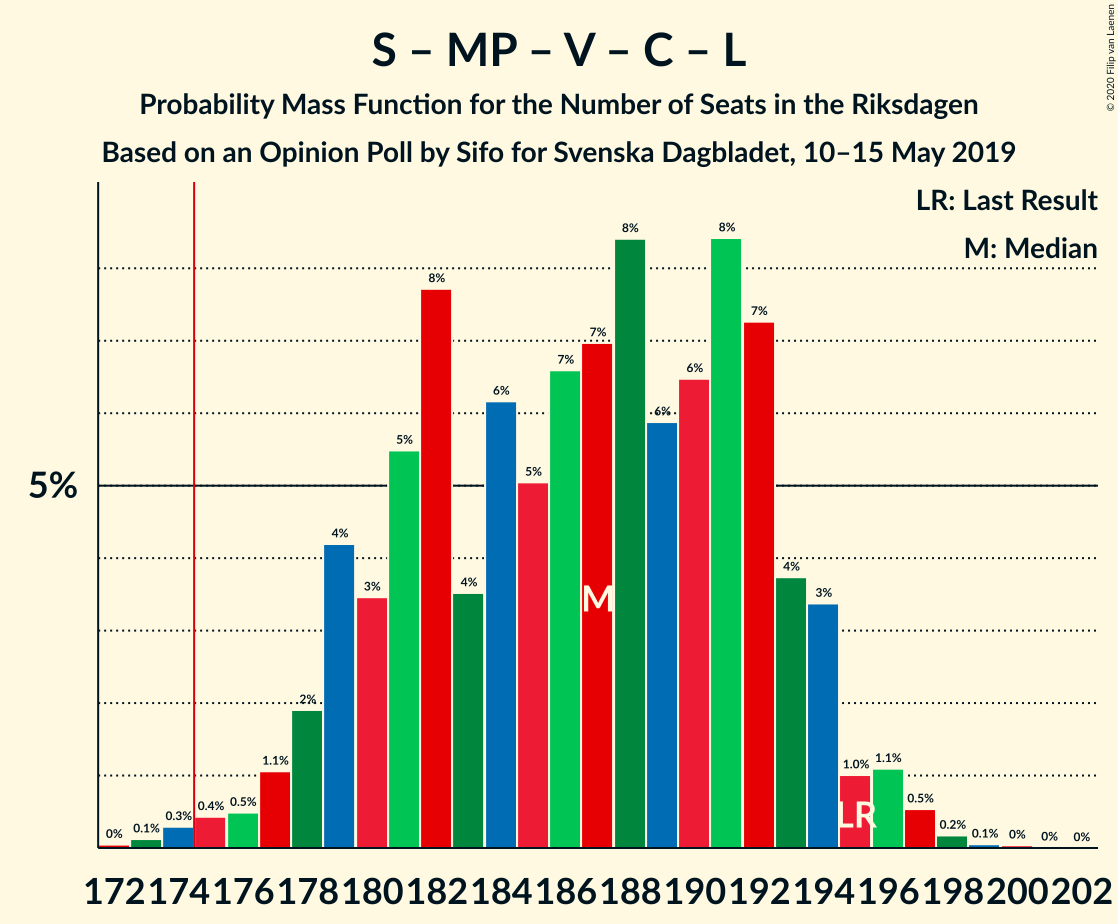 S – MP – V – C – L
Probability Mass Function for the Number of Seats in the Riksdagen
Based on an Opinion Poll by Sifo for Svenska Dagbladet, 10–15 May 2019
© 2020 Filip van Laenen
LR: Last Result
M: Median
5%
0% 0.1% 0.3% 0.4% 0.5% 1.1% 2% 4% 3% 5% 8% 4% 6% 5% 7% 7% 8% 6% 6% 8% 7% 4% 3% 1.0% 1.1% 0.5% 0.2% 0.1% 0% 0% 0%
M
LR
172 174 176 178 180 182 184 186 188 190 192 194 196 198 200 202